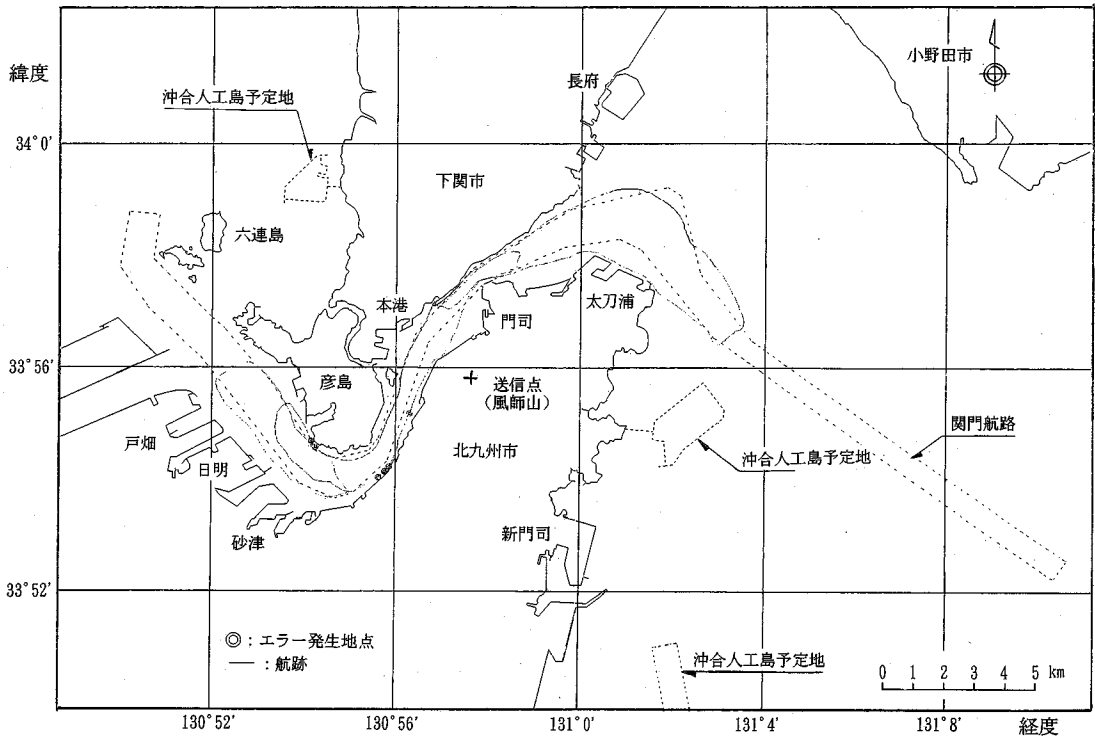 緯度
小野田市
長府
沖合人工島予定地
34°0'
下関市
六連島
本港
太刀浦
門司
33°56'
彦島
送信点
(風師山)
関門航路
戸畑
北九州市
沖合人工島予定地
日明
砂津
新門司
33°52'
◎:エラー発生地点
―:航跡
沖合人工島予定地
0 1 2 3 4 5 km
130°52' 130°56' 131°0' 131°4' 131°8' 経度